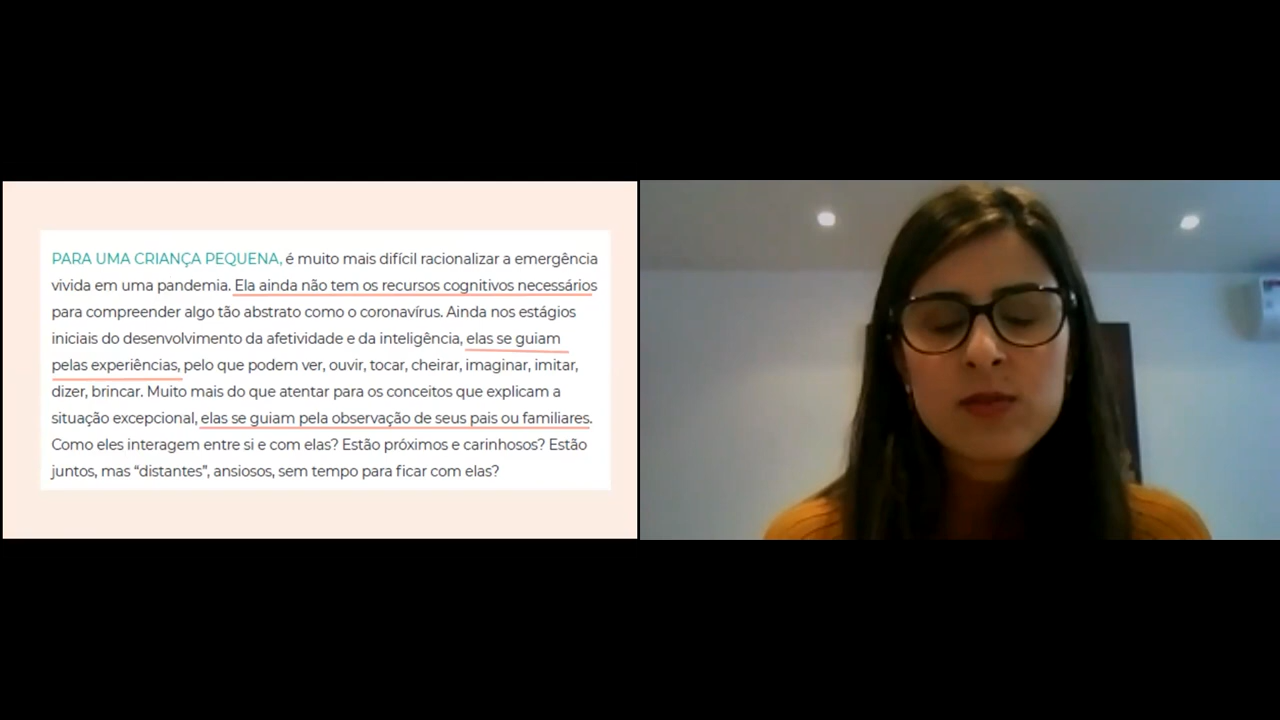 PARA UMA CRIANÇA PEQUENA, é muito mais difícil racionalizar a emergência
vivida em uma pandemia. Ela ainda não tem os recursos cognitivos necessários
para compreender algo tão abstrato como o coronavírus. Ainda nos estágios
iniciais do desenvolvimento da afetividade e da inteligência, elas se guiam
pelas experiências, pelo que podem ver, ouvir, tocar, cheirar, imaginar, imitar,
dizer, brincar. Muito mais do que atentar para os conceitos que explicam a
situação excepcional, elas se guiam pela observação de seus pais ou familiares.
Como eles interagem entre si e com elas? Estão próximos e carinhosos? Estão
juntos, mas “distantes”, ansiosos, sem tempo para ficar com elas?